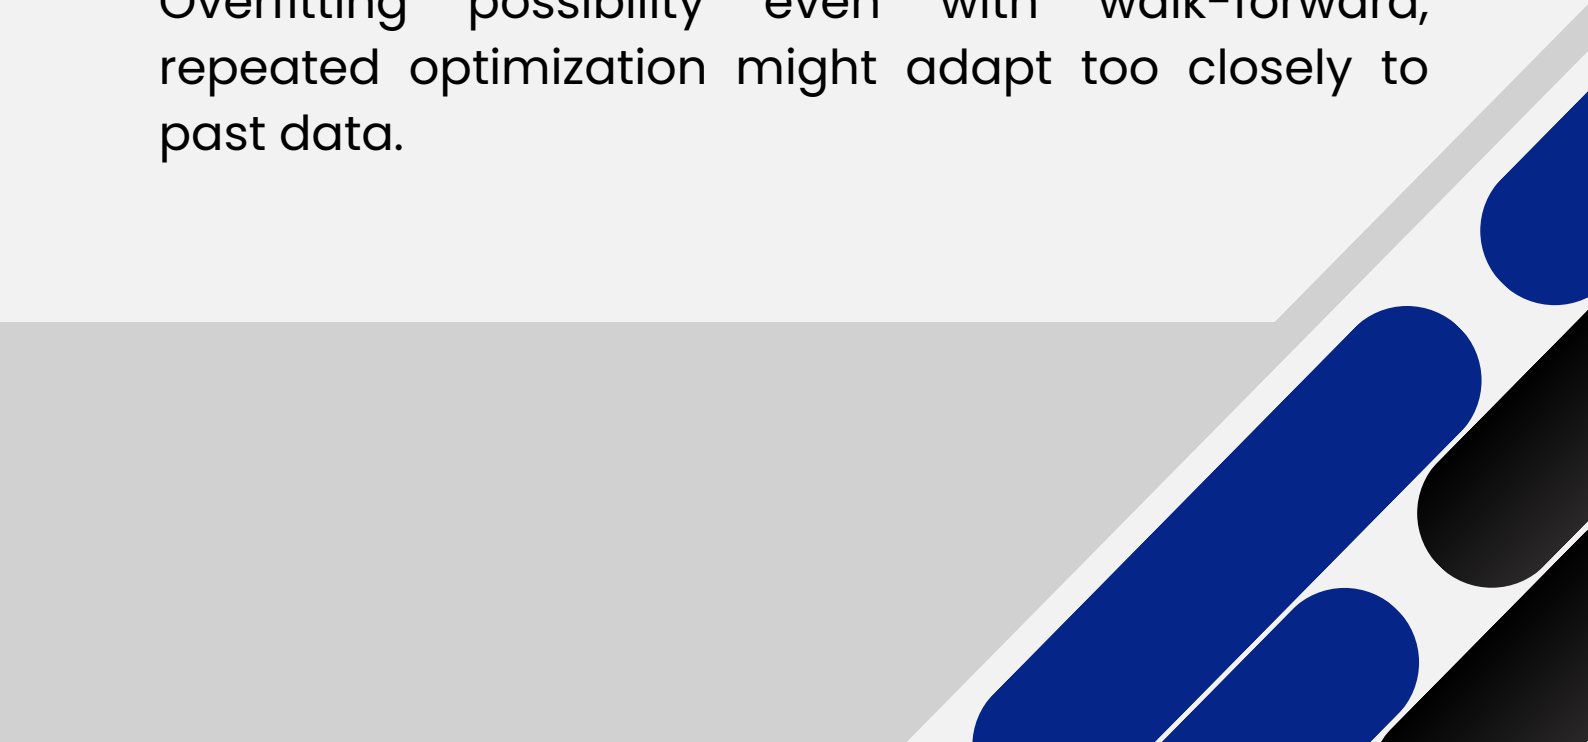 Overfitting possibility even with walk-forward,
repeated optimization might adapt too closely to
past data.